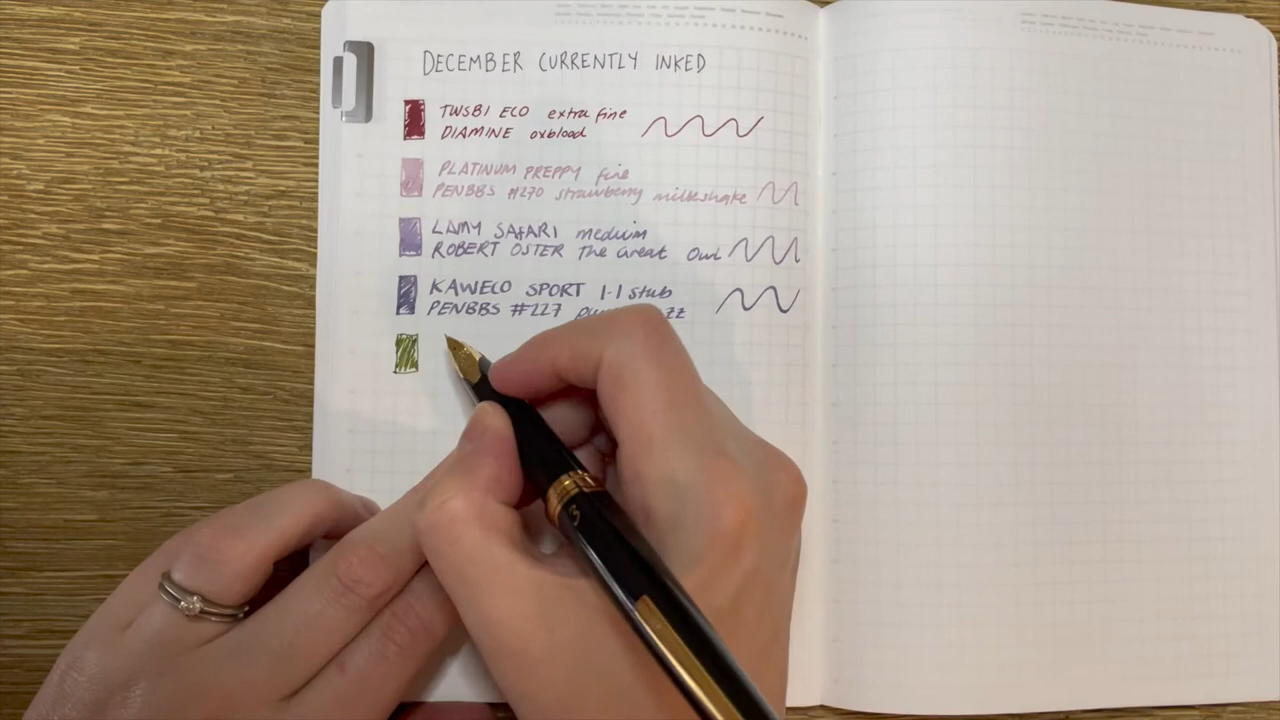 DECEMBER CURRENTLY INKED
TWSBI ECO extra fine
DIAMINE oxblood
PLATINUM PREPPY fine
PENBBS #270 strawberry milkshake
LAMY SAFARI medium
ROBERT OSTER The Great Owl
KAWECO SPORT 1.1 stub
PENBBS #227